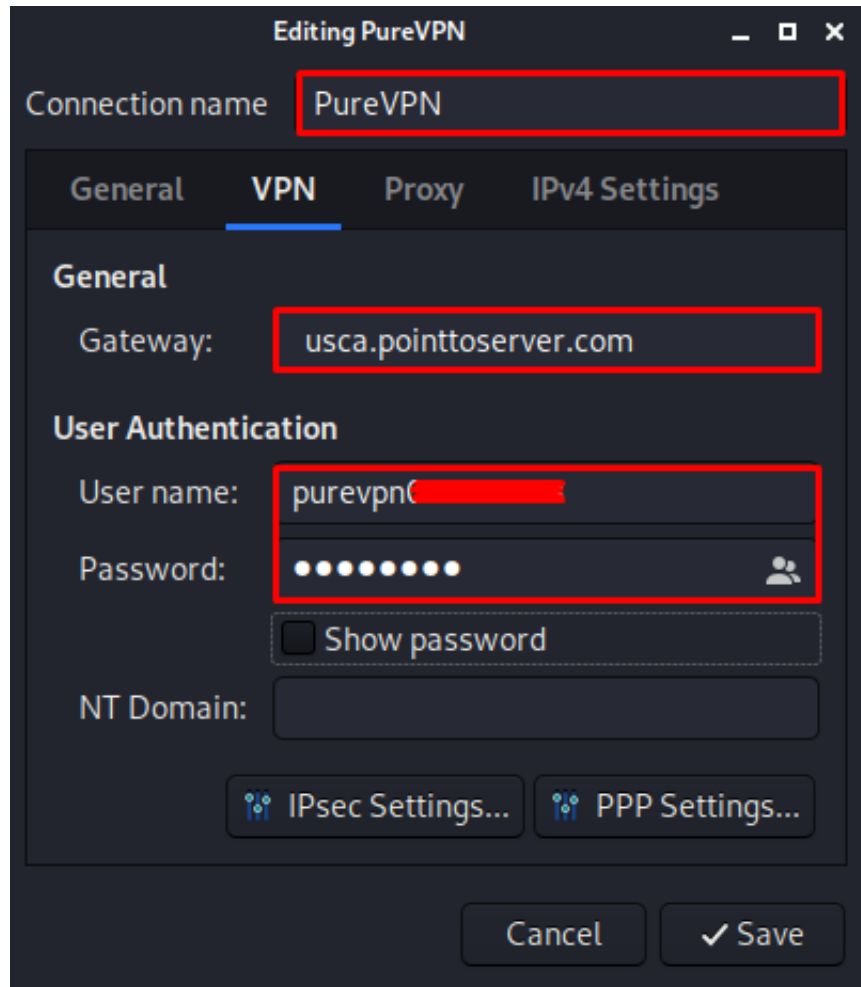 Editing PureVPN
Connection name PureVPN
General VPN Proxy IPv4 Settings
General
Gateway: usca.pointtoserver.com
User Authentication
User name: purevpn
Password: ●●●●●●●●
Show password
NT Domain:
IPsec Settings... PPP Settings...
Cancel Save